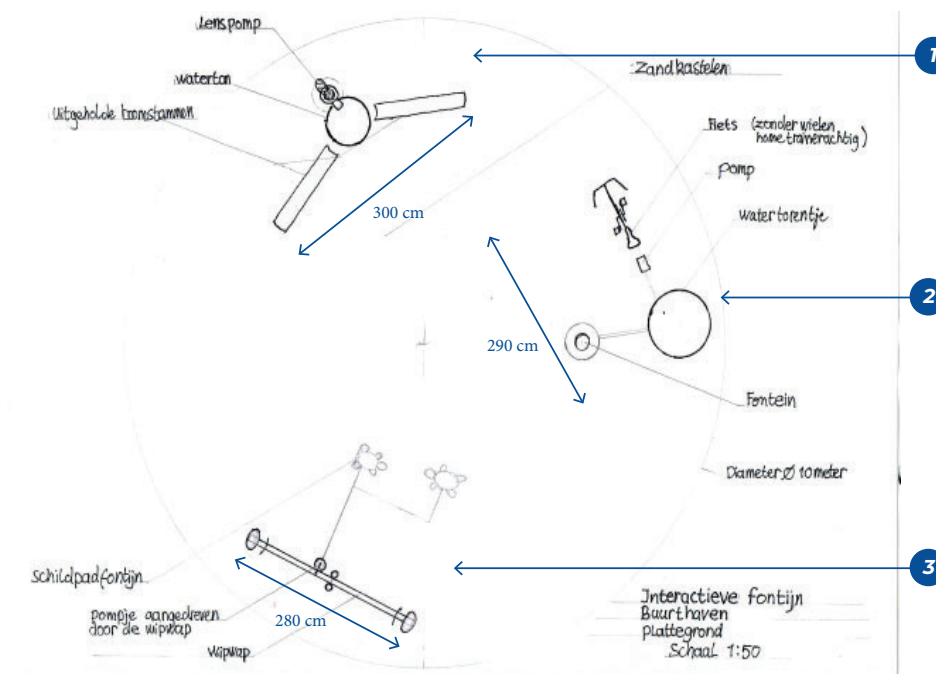 Lenspomp
1
Zandkastelen
waterton
Uitgeholde boomstammen
Fiets (zonder wielen
hometrainerachtig)
pomp
300 cm
watertorentje
2
290 cm
Fontein
Diameter Ø 10 meter
3
schildpadfontijn
pompje aangedreven
door de wipwap
280 cm
wipwap
Interactieve fontijn
Buurthaven
plattegrond
Schaal 1:50